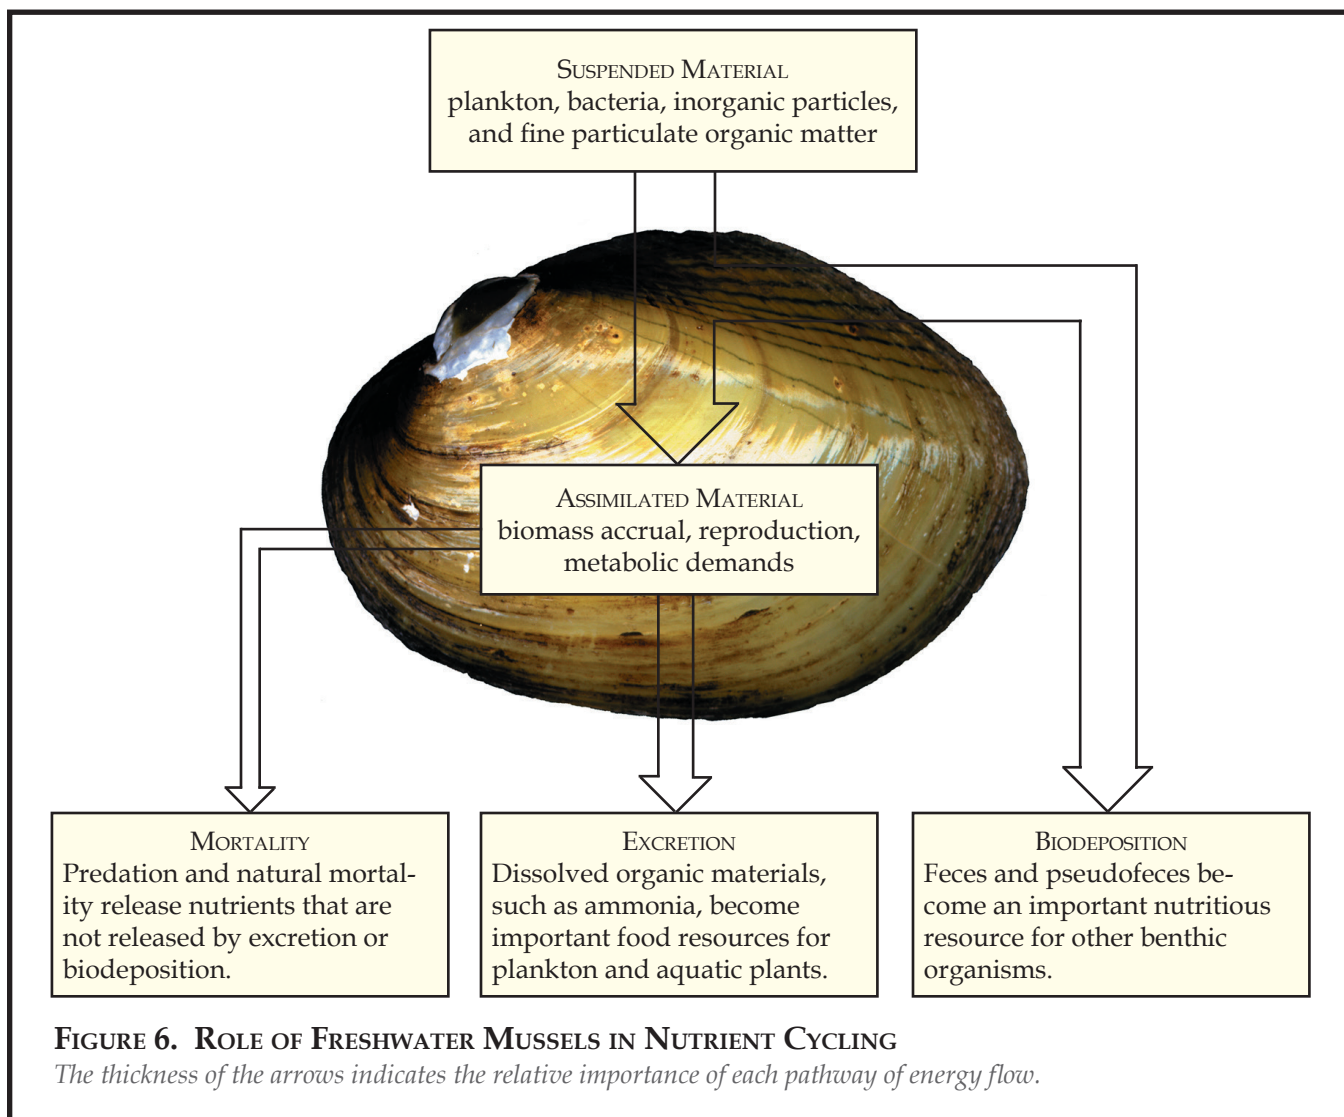 Suspended Material
plankton, bacteria, inorganic particles,
and fine particulate organic matter
Assimilated Material
biomass accrual, reproduction,
metabolic demands
Mortality
Predation and natural mortal-
ity release nutrients that are
not released by excretion or
biodeposition.
Excretion
Dissolved organic materials,
such as ammonia, become
important food resources for
plankton and aquatic plants.
Biodeposition
Feces and pseudofeces be-
come an important nutritious
resource for other benthic
organisms.
Figure 6. Role of Freshwater Mussels in Nutrient Cycling
The thickness of the arrows indicates the relative importance of each pathway of energy flow.